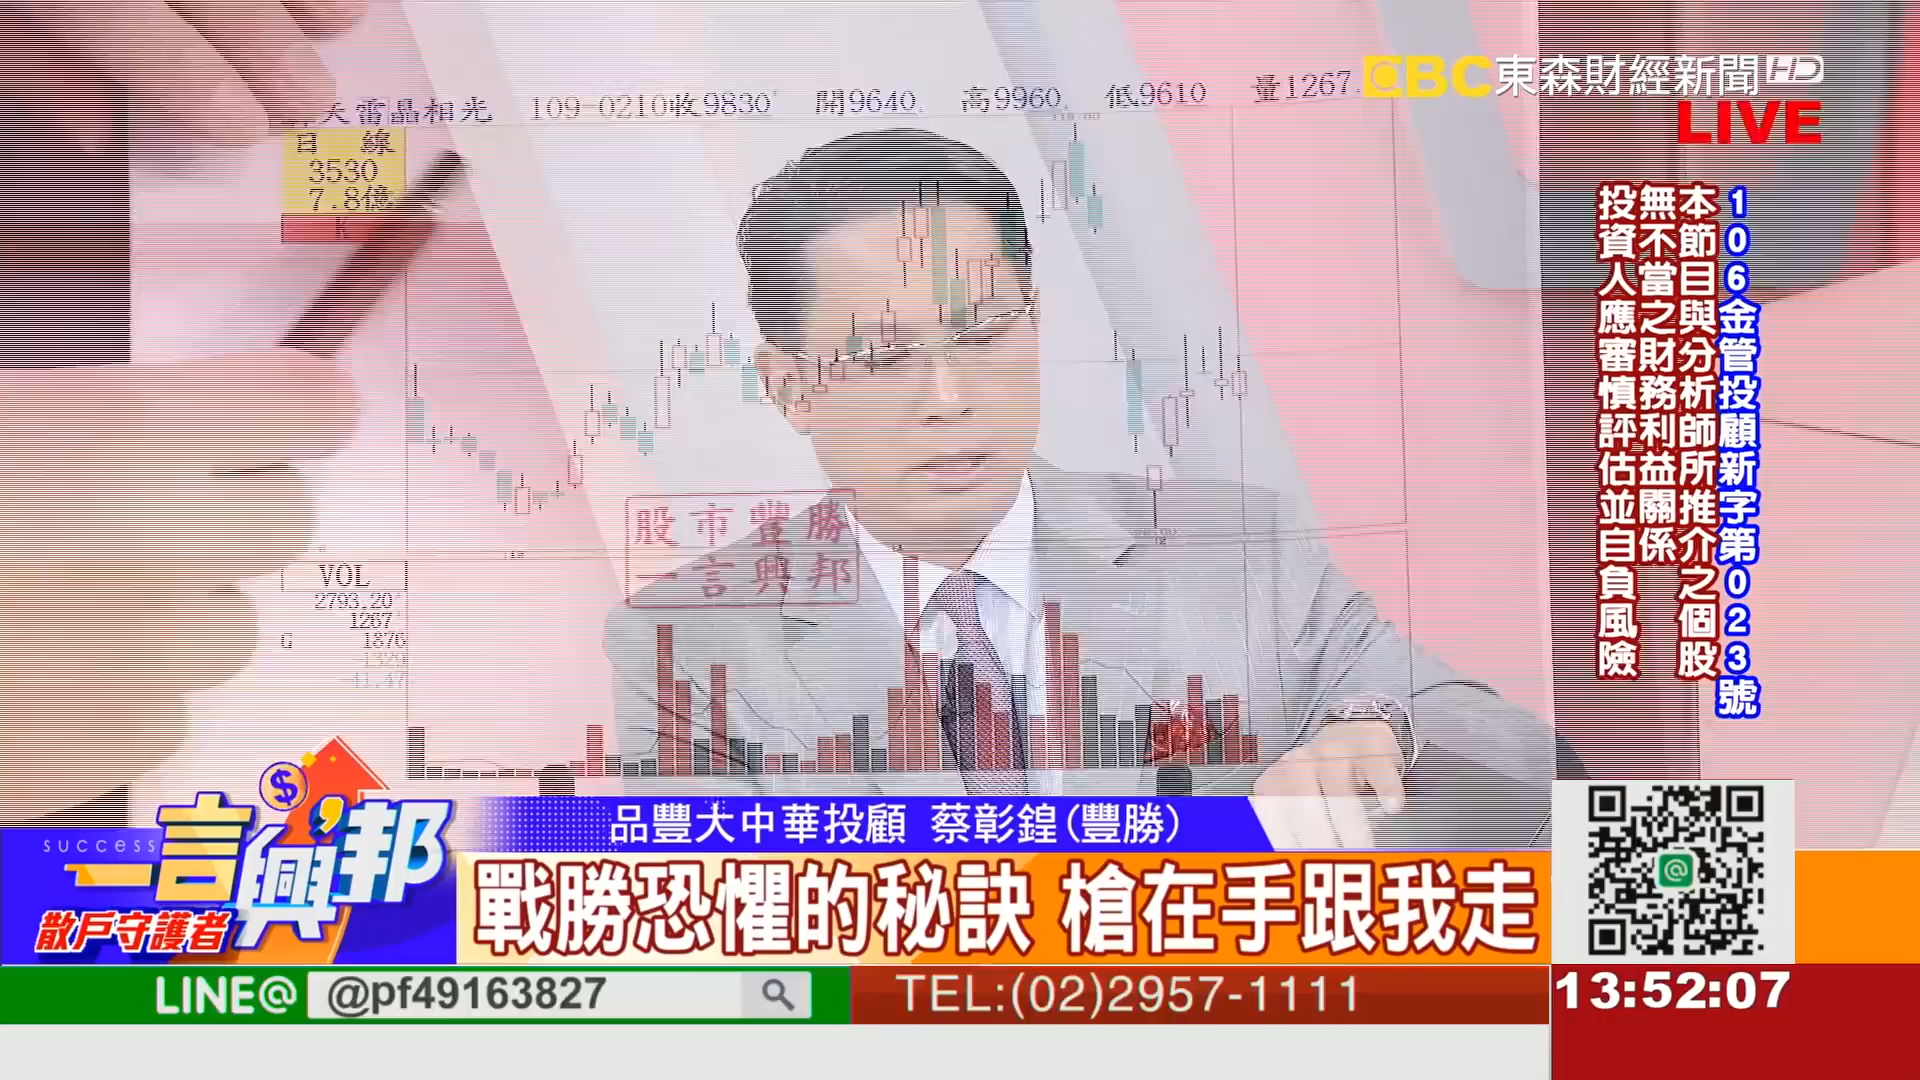 EBC東森財經新聞HD
LIVE
天雷晶相光 109-0210收9830 開9640 高9960 低9610 量1267
日 線
3530
7.8億
K
106金管投顧新字第023號
本節目與分析師所推介之個股
無不當之財務利益關係
投資人應審慎評估並自負風險
股市豐勝
一言興邦
VOL
2793.20
1267
G 1876
-1329
-41.47
$
success
一言興邦
散戶守護者
品豐大中華投顧 蔡彰鍠(豐勝)
戰勝恐懼的秘訣 槍在手跟我走
LINE@ @pf49163827
TEL:(02)2957-1111
13:52:07